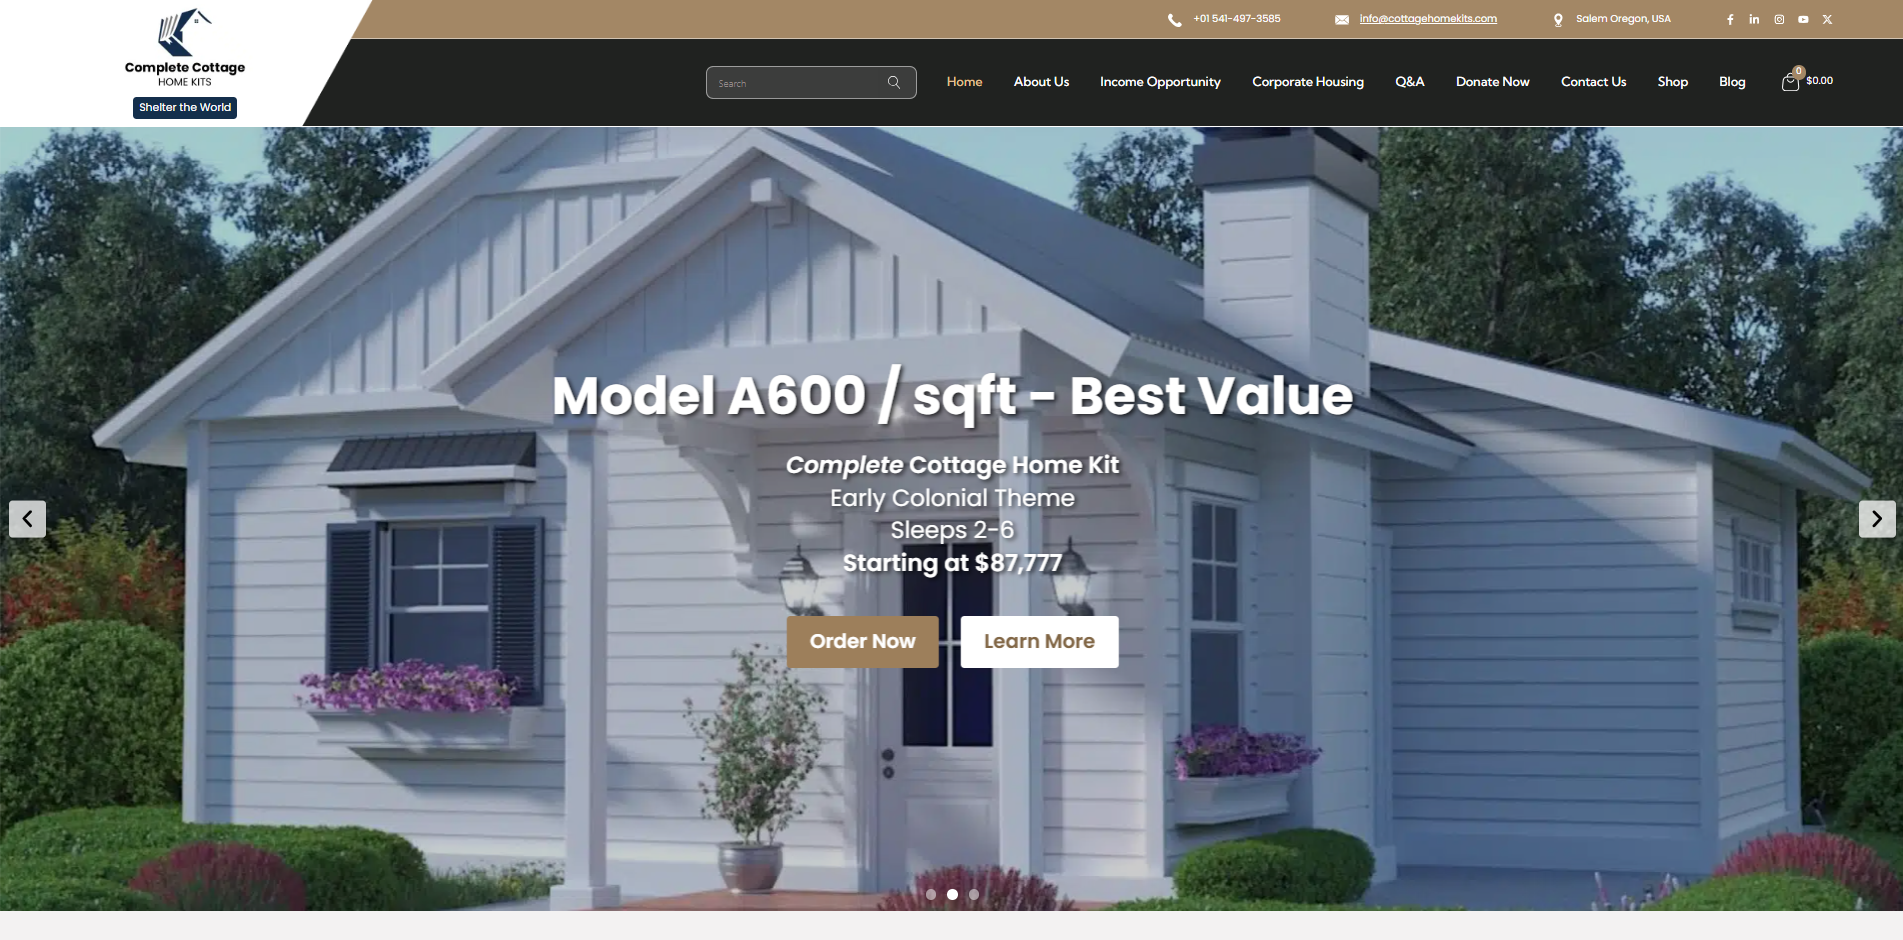 +01 541-497-3585
info@cottagehomekits.com
Salem Oregon, USA
Complete Cottage
HOME KITS
Shelter the World
Search
Home
About Us
Income Opportunity
Corporate Housing
Q&A
Donate Now
Contact Us
Shop
Blog
0
$0.00
Model A600 / sqft - Best Value
Complete Cottage Home Kit
Early Colonial Theme
Sleeps 2-6
Starting at $87,777
Order Now
Learn More